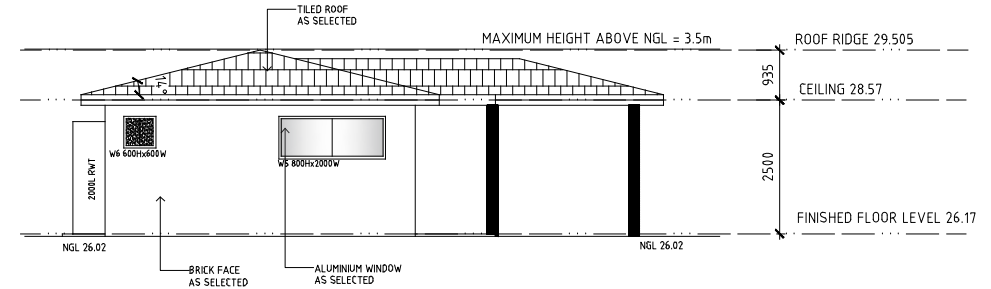 TILED ROOF
AS SELECTED
MAXIMUM HEIGHT ABOVE NGL = 3.5m
ROOF RIDGE 29.505
935
14°
CEILING 28.57
W6 600HxG00W
W5 800Hx2000W
2000L RWT
2500
FINISHED FLOOR LEVEL 26.17
NGL 26.02
NGL 26.02
BRICK FACE
AS SELECTED
ALUMINIUM WINDOW
AS SELECTED